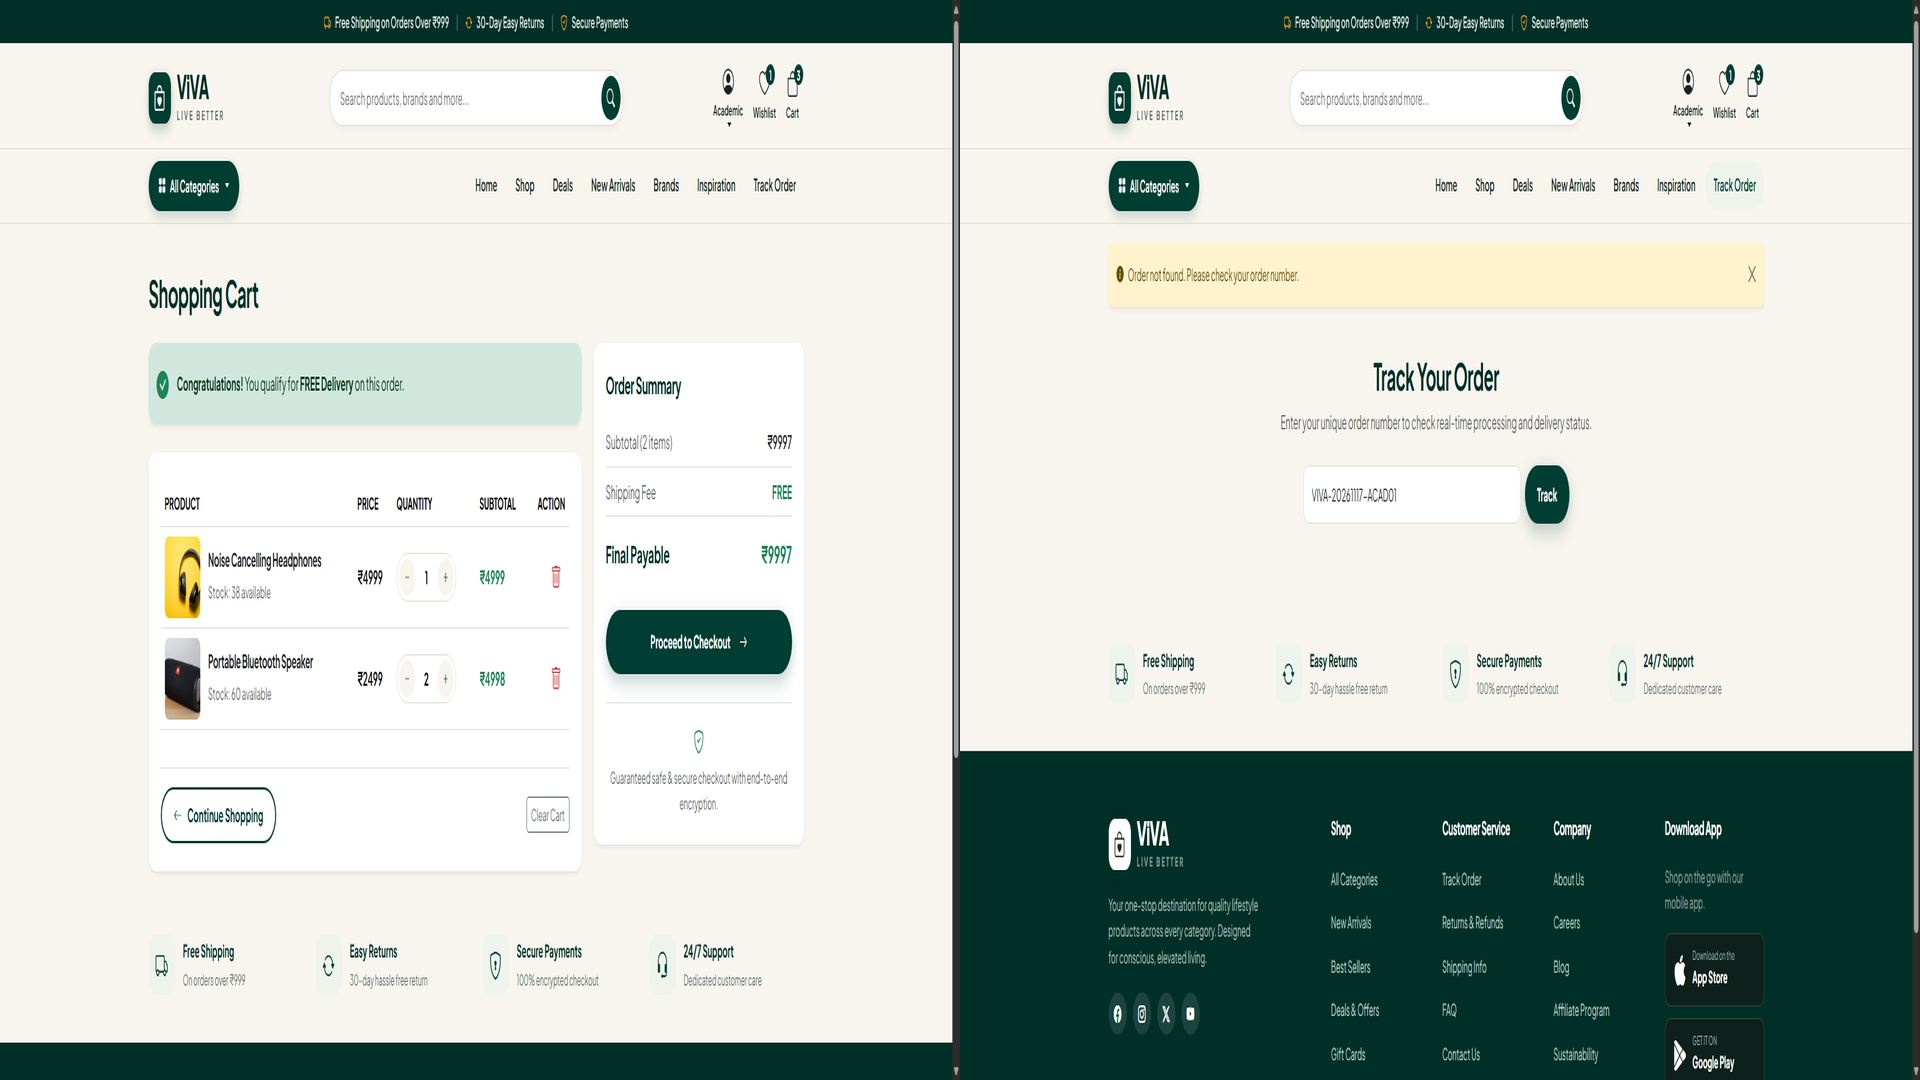 Free Shipping on Orders Over ₹999
30-Day Easy Returns
Secure Payments
ViVA
LIVE BETTER
Search products, brands and more...
Academic
Wishlist
1
Cart
3
All Categories
Home
Shop
Deals
New Arrivals
Brands
Inspiration
Track Order
Shopping Cart
Congratulations! You qualify for FREE Delivery on this order.
PRODUCT PRICE QUANTITY SUBTOTAL ACTION
Noise Cancelling Headphones
Stock: 38 available
₹4999 - 1 + ₹4999
Portable Bluetooth Speaker
Stock: 60 available
₹2499 - 2 + ₹4998
← Continue Shopping
Clear Cart
Order Summary
Subtotal (2 items) ₹9997
Shipping Fee FREE
Final Payable ₹9997
Proceed to Checkout →
Guaranteed safe & secure checkout with end-to-end
encryption.
Free Shipping
On orders over ₹999
Easy Returns
30-day hassle free return
Secure Payments
100% encrypted checkout
24/7 Support
Dedicated customer care
Free Shipping on Orders Over ₹999
30-Day Easy Returns
Secure Payments
ViVA
LIVE BETTER
Search products, brands and more...
Academic
Wishlist
1
Cart
3
All Categories
Home
Shop
Deals
New Arrivals
Brands
Inspiration
Track Order
Order not found. Please check your order number.
Track Your Order
Enter your unique order number to check real-time processing and delivery status.
VIVA-20261117-ACAD01
Track
Free Shipping
On orders over ₹999
Easy Returns
30-day hassle free return
Secure Payments
100% encrypted checkout
24/7 Support
Dedicated customer care
ViVA
LIVE BETTER
Your one-stop destination for quality lifestyle
products across every category. Designed
for conscious, elevated living.
Shop
All Categories
New Arrivals
Best Sellers
Deals & Offers
Gift Cards
Customer Service
Track Order
Returns & Refunds
Shipping Info
FAQ
Contact Us
Company
About Us
Careers
Blog
Affiliate Program
Sustainability
Download App
Shop on the go with our
mobile app.
Download on the
App Store
GET IT ON
Google Play